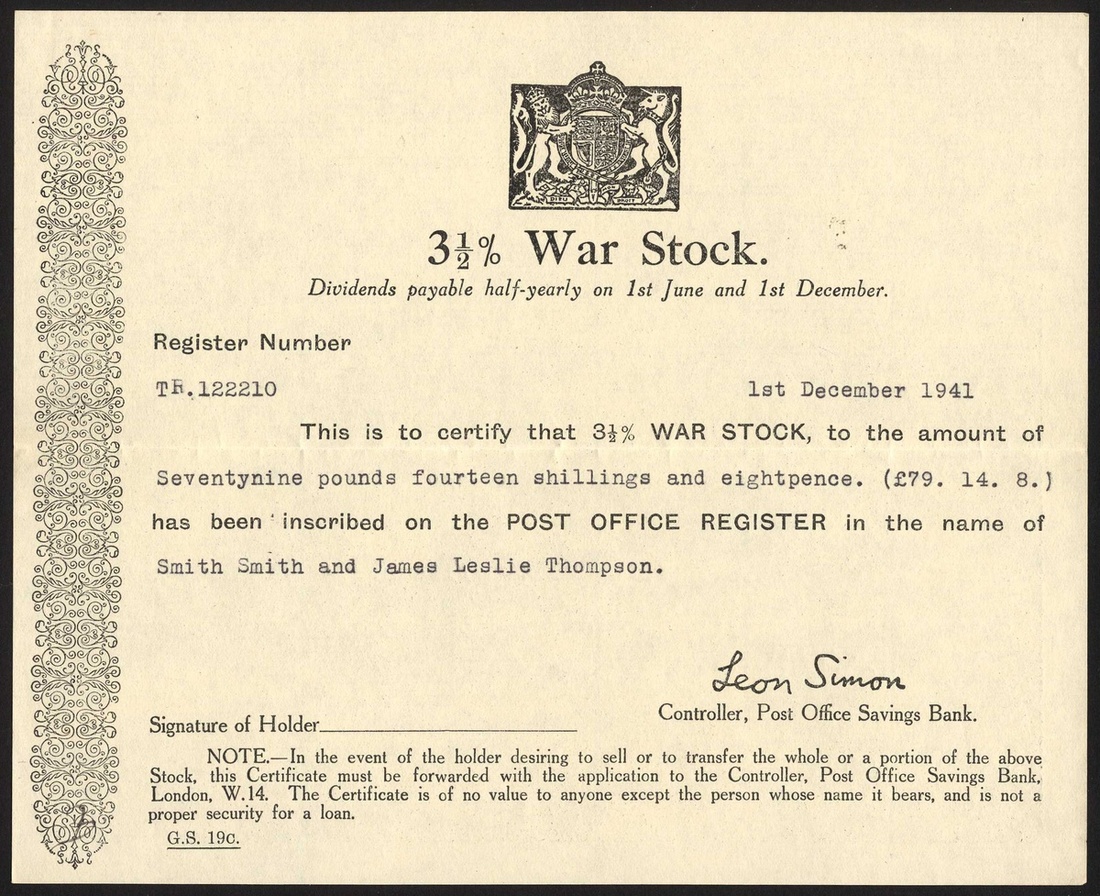 DIEU DROIT
3½% War Stock.
Dividends payable half-yearly on 1st June and 1st December.
Register Number
TR.122210 1st December 1941
This is to certify that 3½% WAR STOCK, to the amount of
Seventynine pounds fourteen shillings and eightpence. (£79. 14. 8.)
has been inscribed on the POST OFFICE REGISTER in the name of
Smith Smith and James Leslie Thompson.
Leon Simon
Controller, Post Office Savings Bank.
Signature of Holder
NOTE.—In the event of the holder desiring to sell or to transfer the whole or a portion of the above
Stock, this Certificate must be forwarded with the application to the Controller, Post Office Savings Bank,
London, W.14. The Certificate is of no value to anyone except the person whose name it bears, and is not a
proper security for a loan.
G.S. 19c.